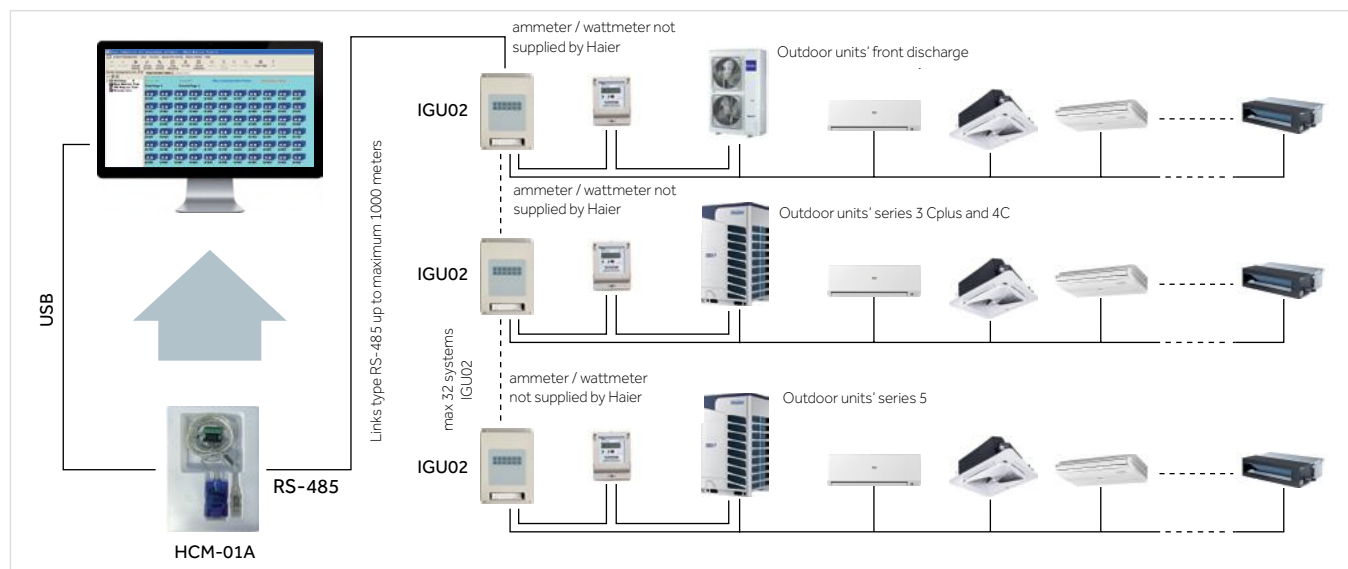 ammeter / wattmeter not
supplied by Haier
Outdoor units' front discharge
IGU02
ammeter / wattmeter not
supplied by Haier
Outdoor units' series 3 Cplus and 4C
IGU02
USB
Links type RS-485 up to maximum 1000 meters
max 32 systems
IGU02
ammeter / wattmeter
not supplied by Haier
Outdoor units' series 5
IGU02
RS-485
HCM-01A